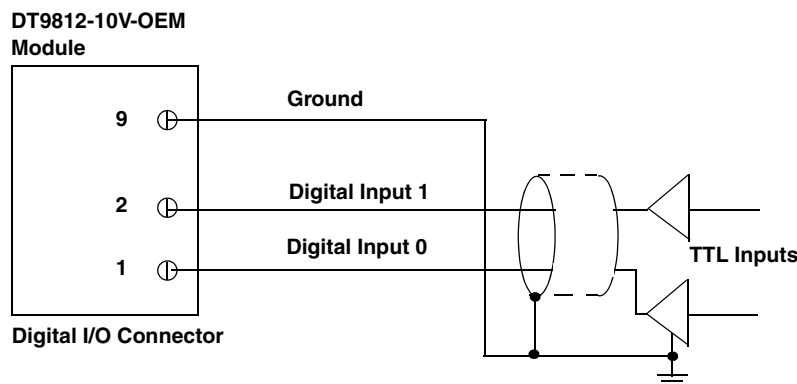 DT9812-10V-OEM
Module
9
Ground
2
Digital Input 1
1
Digital Input 0
TTL Inputs
Digital I/O Connector